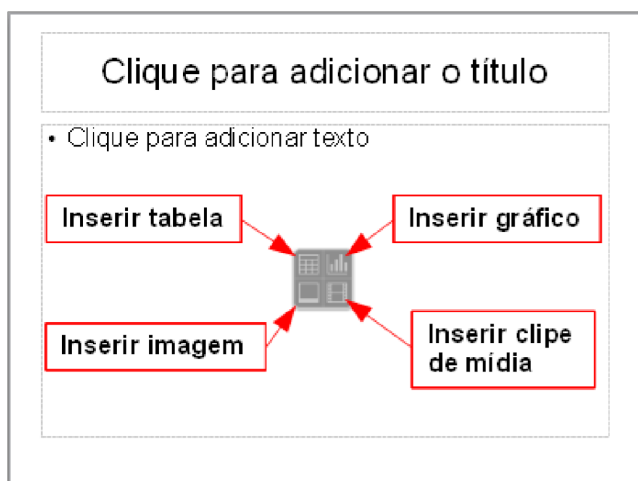 Clique para adicionar o título
• Clique para adicionar texto
Inserir tabela
Inserir gráfico
Inserir imagem
Inserir clipe
de mídia